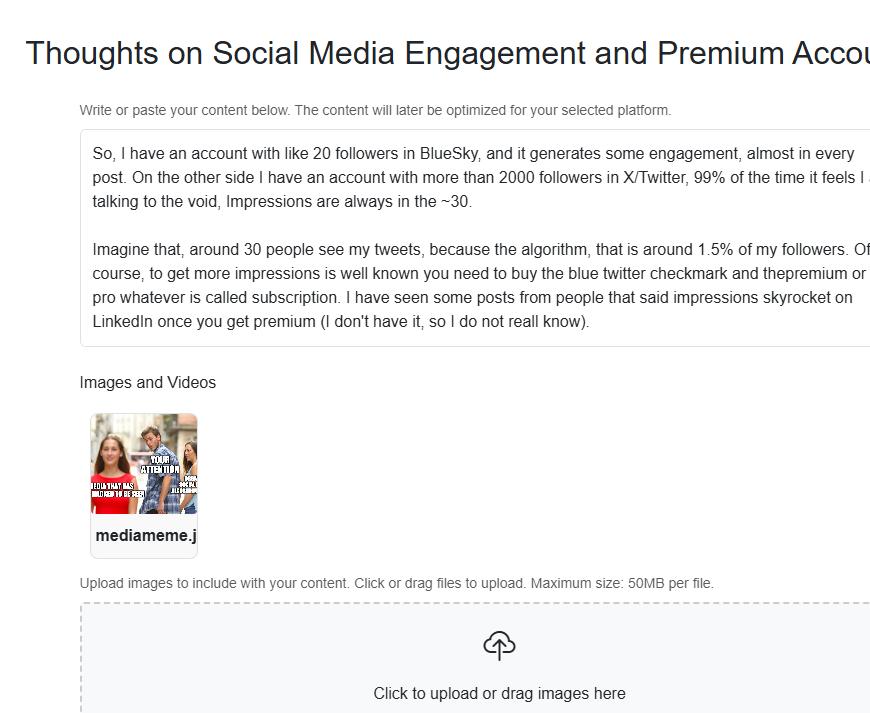 Thoughts on Social Media Engagement and Premium Accou
Write or paste your content below. The content will later be optimized for your selected platform.
So, I have an account with like 20 followers in BlueSky, and it generates some engagement, almost in every
post. On the other side I have an account with more than 2000 followers in X/Twitter, 99% of the time it feels I
talking to the void, Impressions are always in the ~30.
Imagine that, around 30 people see my tweets, because the algorithm, that is around 1.5% of my followers. Of
course, to get more impressions is well known you need to buy the blue twitter checkmark and thepremium or
pro whatever is called subscription. I have seen some posts from people that said impressions skyrocket on
LinkedIn once you get premium (I don't have it, so I do not reall know).
Images and Videos
YOUR
ATTENTION
MEDIA THAT HAS
TO BE SEEN
mediameme.j
Upload images to include with your content. Click or drag files to upload. Maximum size: 50MB per file.
Click to upload or drag images here